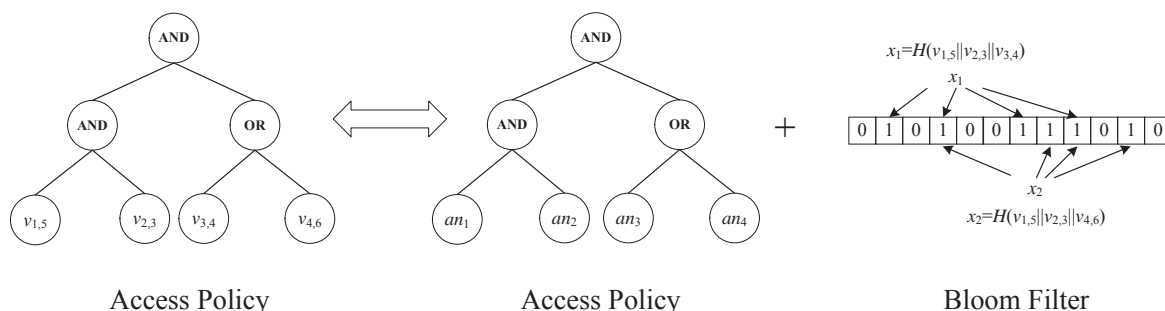 AND
AND
x₁=H(v₁,₅||v₂,₃||v₃,₄)
x₁
AND
OR
AND
OR
+
0 1 0 1 0 0 1 1 1 0 1 0
x₂
v₁,₅
v₂,₃
v₃,₄
v₄,₆
an₁
an₂
an₃
an₄
x₂=H(v₁,₅||v₂,₃||v₄,₆)
Access Policy
Access Policy
Bloom Filter